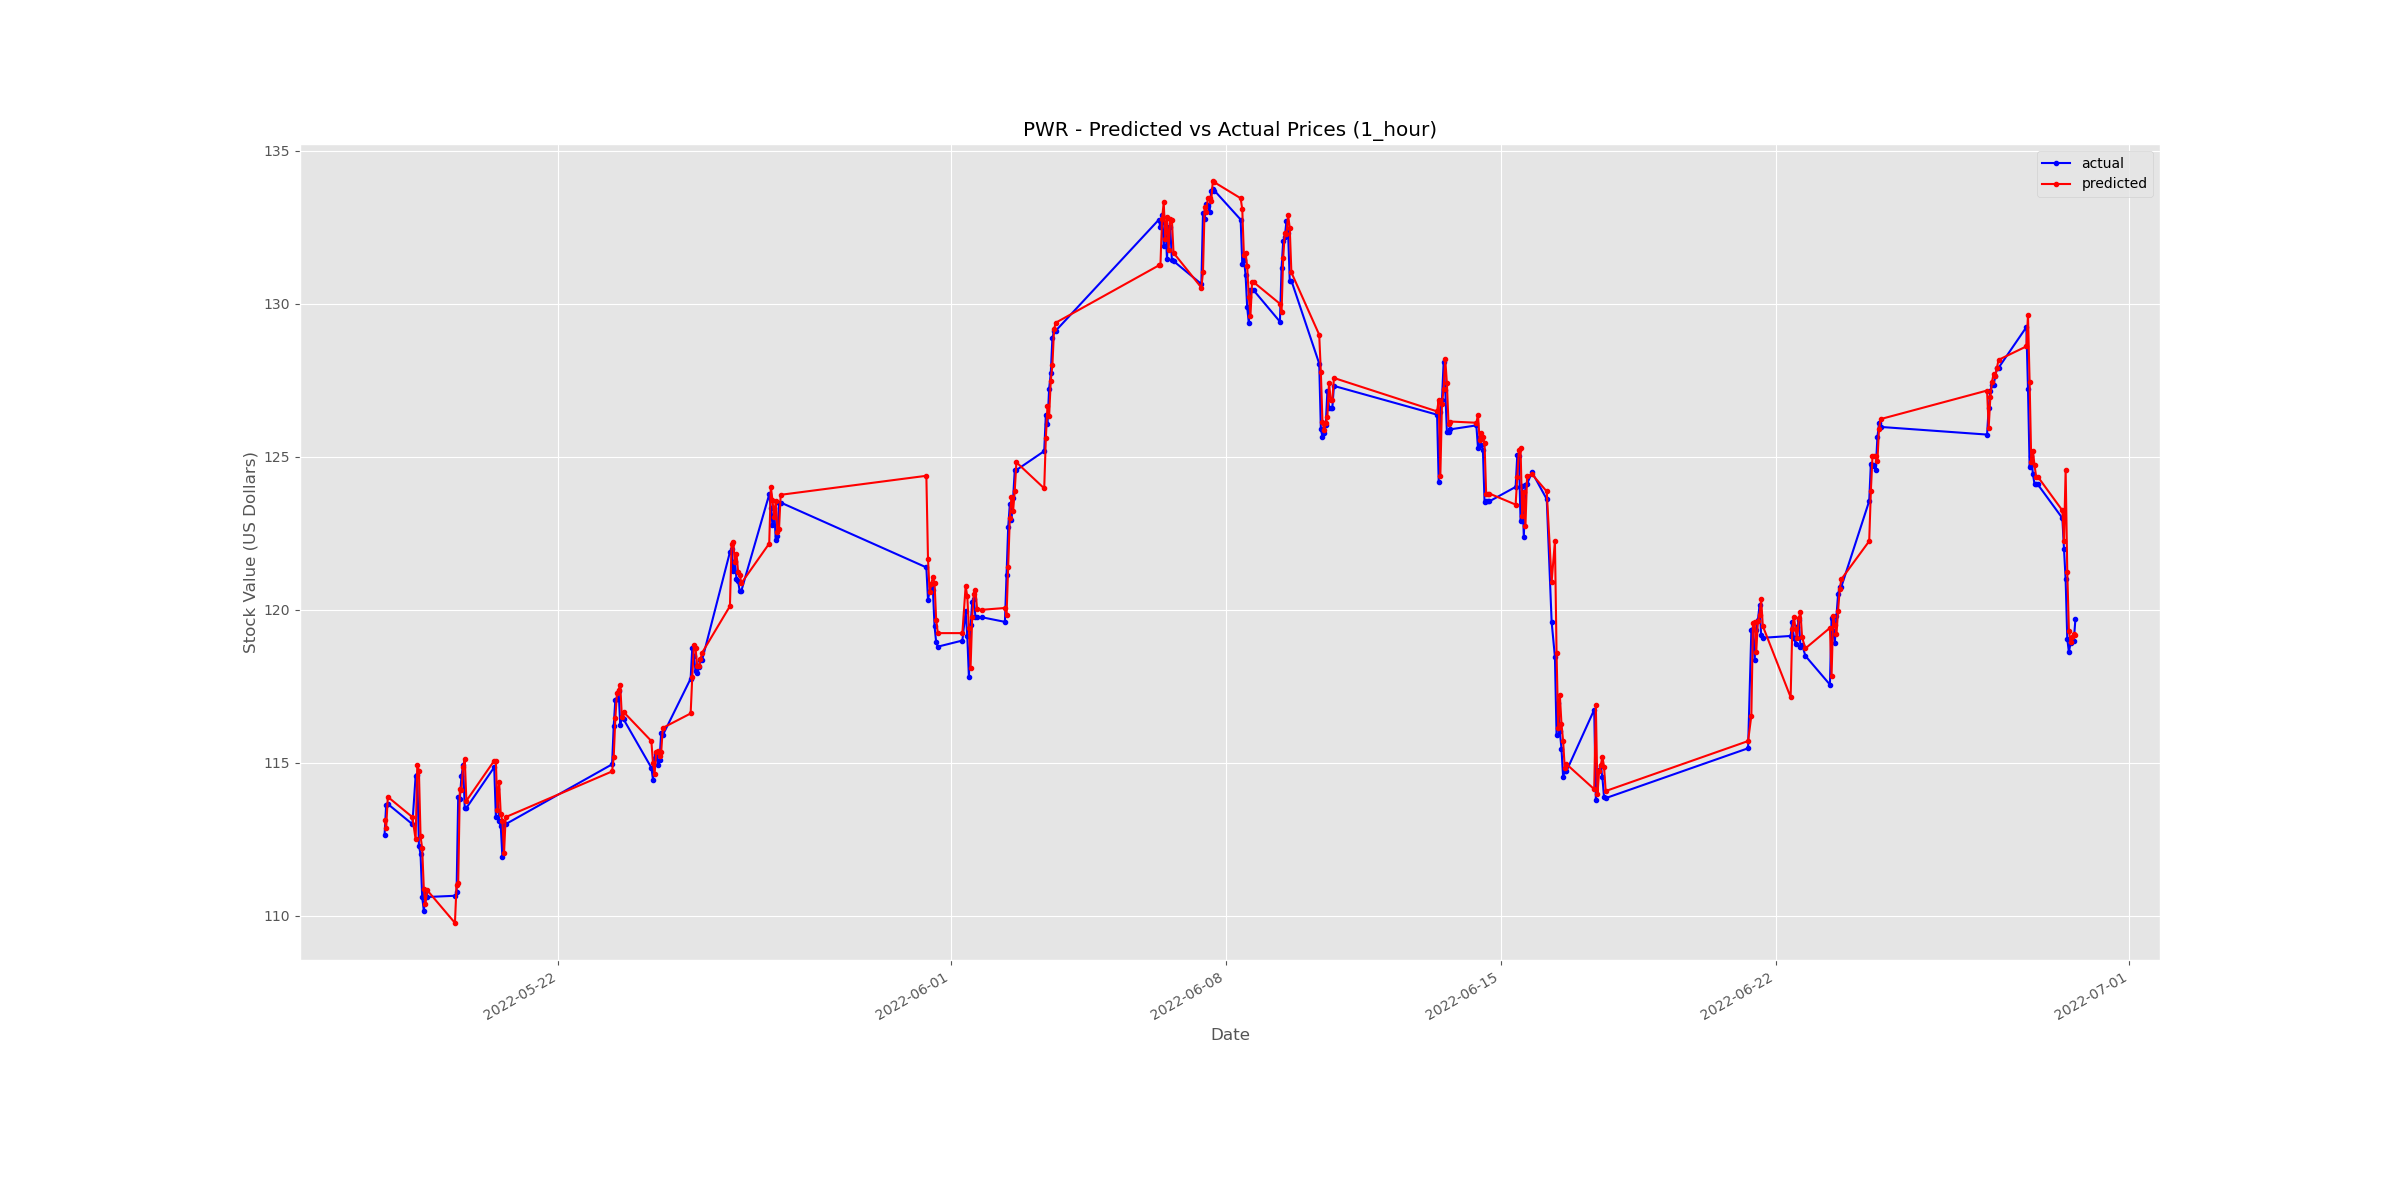 PWR - Predicted vs Actual Prices (1_hour)
actual
predicted
135
130
125
120
115
110
Stock Value (US Dollars)
2022-05-22
2022-06-01
2022-06-08
2022-06-15
2022-06-22
2022-07-01
Date